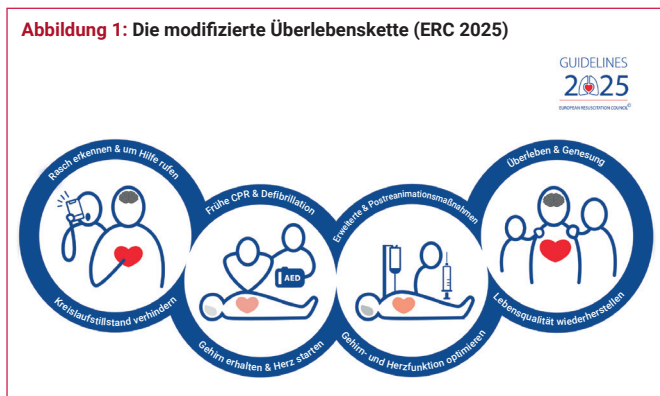 Abbildung 1: Die modifizierte Überlebenskette (ERC 2025)
GUIDELINES
2025
EUROPEAN RESUSCITATION COUNCIL®
Rasch erkennen & um Hilfe rufen
Kreislaufstillstand verhindern
Frühe CPR & Defibrillation
AED
Gehirn erhalten & Herz starten
Erweiterte & Postreanimationsmaßnahmen
Gehirn- und Herzfunktion optimieren
Überleben & Genesung
Lebensqualität wiederherstellen